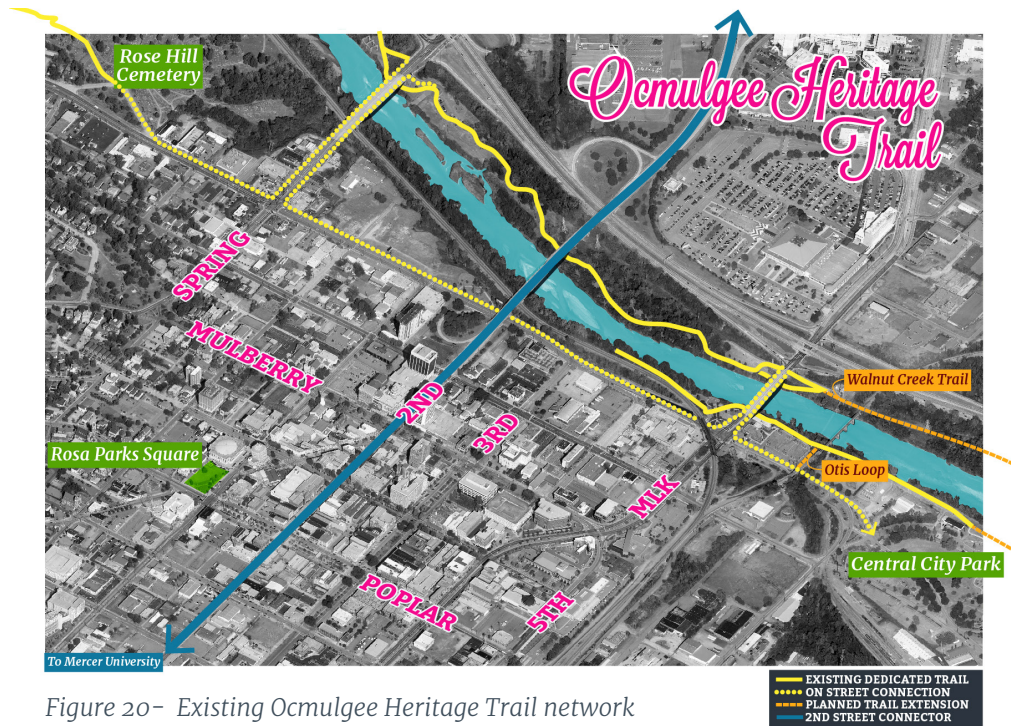 Rose Hill
Cemetery
Ocmulgee Heritage
Trail
SPRING
MULBERRY
2ND
3RD
Walnut Creek Trail
Rosa Parks Square
Otis Loop
MLK
Central City Park
POPLAR
5TH
To Mercer University
EXISTING DEDICATED TRAIL
ON STREET CONNECTION
PLANNED TRAIL EXTENSION
2ND STREET CONNECTOR
Figure 20- Existing Ocmulgee Heritage Trail network